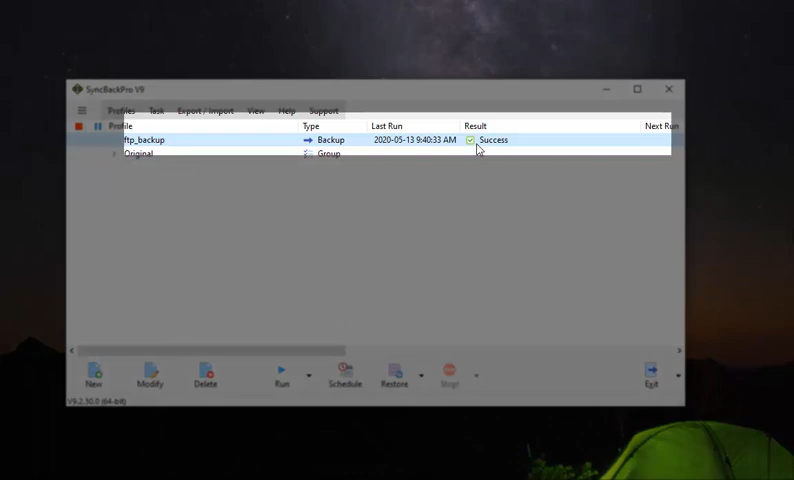 SyncBackPro V9
Profiles Task Export / Import View Help Support
Profile Type Last Run Result Next Run
ftp_backup Backup 2020-05-13 9:40:33 AM Success
Original Group
New Modify Delete Run Schedule Restore Stop! Exit
V9.2.30.0 (64-bit)